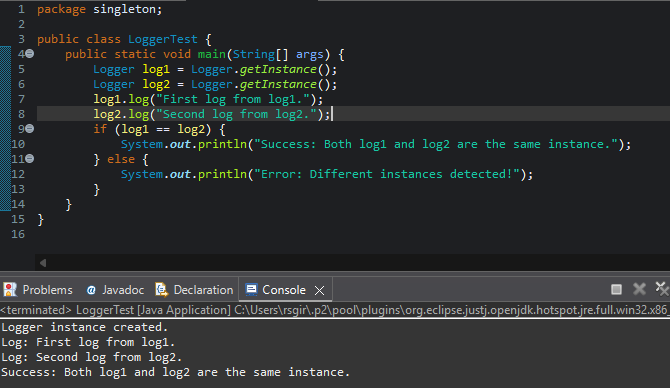 1 package singleton;
2
3 public class LoggerTest {
4 public static void main(String[] args) {
5 Logger log1 = Logger.getInstance();
6 Logger log2 = Logger.getInstance();
7 log1.log("First log from log1.");
8 log2.log("Second log from log2.");
9 if (log1 == log2) {
10 System.out.println("Success: Both log1 and log2 are the same instance.");
11 } else {
12 System.out.println("Error: Different instances detected!");
13 }
14 }
15 }
16
Problems @ Javadoc Declaration Console
<terminated> LoggerTest [Java Application] C:\Users\rsgir\.p2\pool\plugins\org.eclipse.justj.openjdk.hotspot.jre.full.win32.x86_
Logger instance created.
Log: First log from log1.
Log: Second log from log2.
Success: Both log1 and log2 are the same instance.